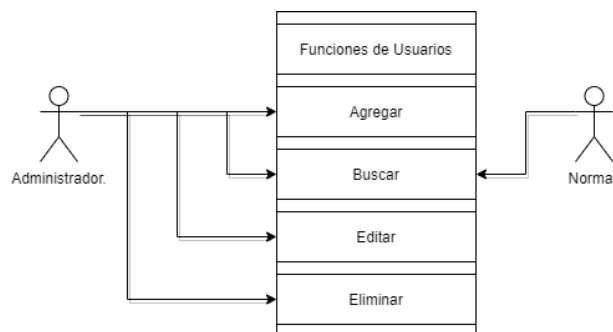 Funciones de Usuarios
Agregar
Administrador.
Buscar
Norma
Editar
Eliminar